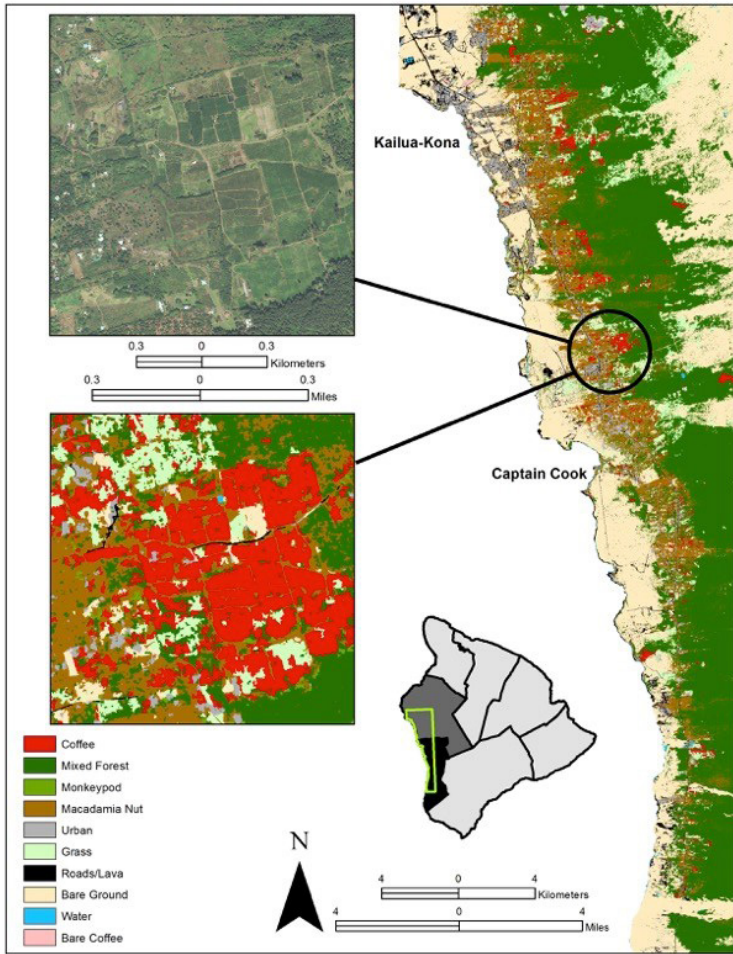 Kailua-Kona
0.3 0 0.3
Kilometers
0.3 0 0.3
Miles
Captain Cook
Coffee
Mixed Forest
Monkeypod
Macadamia Nut
Urban
Grass
Roads/Lava
Bare Ground
Water
Bare Coffee
N
4 0 4
Kilometers
4 0 4
Miles